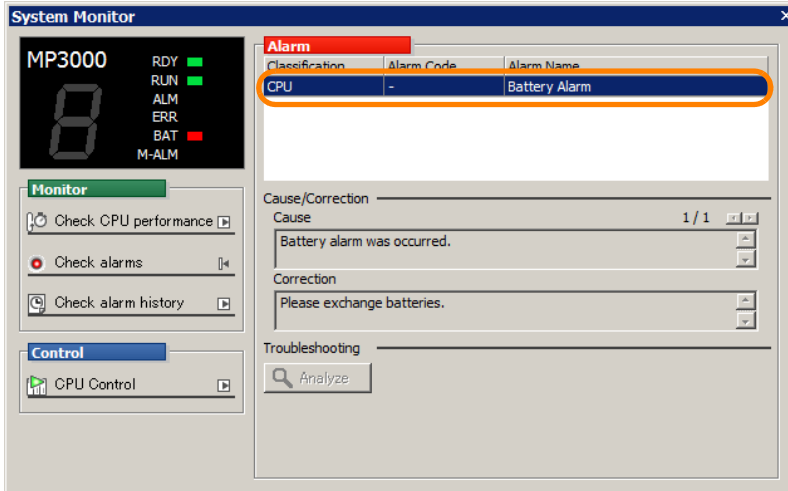 System Monitor
MP3000
RDY
RUN
ALM
ERR
BAT
M-ALM
Monitor
Check CPU performance
Check alarms
Check alarm history
Control
CPU Control
Alarm
Classification Alarm Code Alarm Name
CPU - Battery Alarm
Cause/Correction
Cause 1 / 1
Battery alarm was occurred.
Correction
Please exchange batteries.
Troubleshooting
Analyze